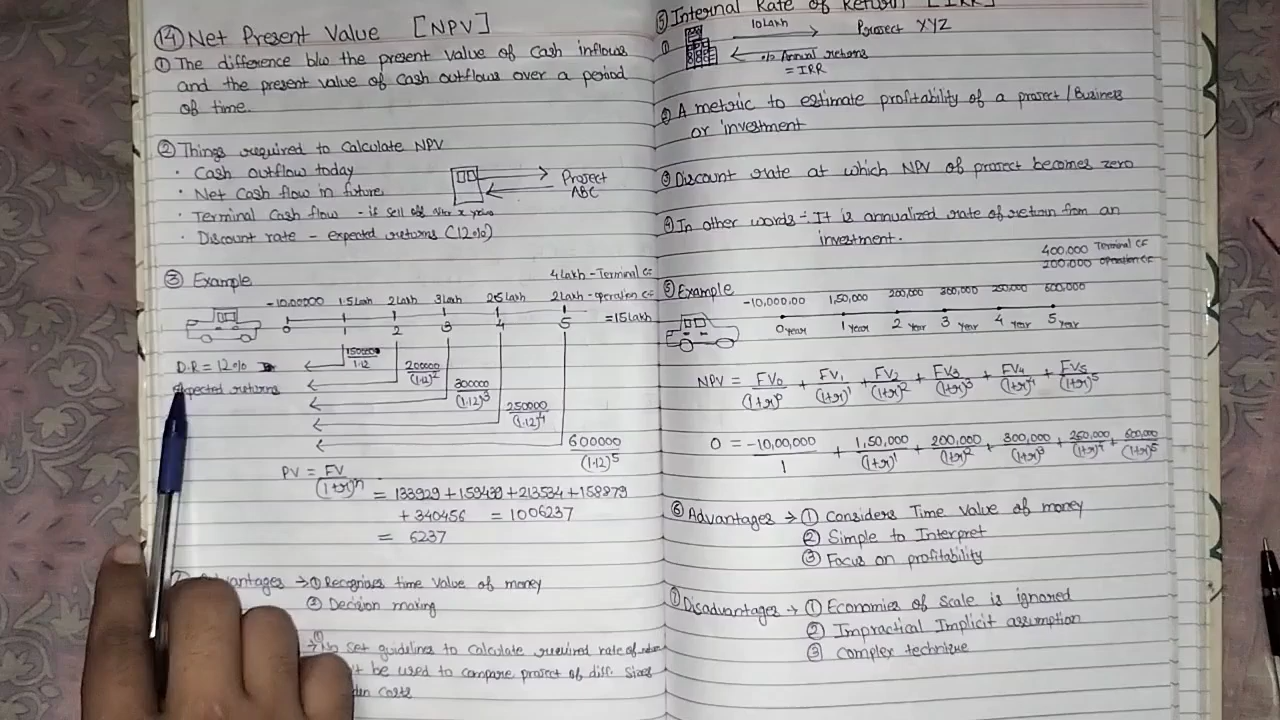 ⑭ Net Present Value [NPV]
① The difference b/w the present value of cash inflows
and the present value of cash outflows over a period
of time.
② Things required to Calculate NPV
• Cash outflow today
• Net Cash flow in future
• Terminal Cash flow - if sell off after x years
• Discount rate - expected returns (12%)
Project
ABC
③ Example
4 Lakh - Terminal CF
-10,00000 1.5 Lakh 2 Lakh 3 Lakh 2.5 Lakh 2 Lakh - operation CF
0 1 2 3 4 5 = 15 Lakh
D.R = 12%
Expected returns
150000/1.12
200000/(1.12)²
300000/(1.12)³
250000/(1.12)⁴
600000/(1.12)⁵
PV = FV/(1+r)ⁿ = 133929 + 159439 + 213534 + 158879
+ 340456 = 1006237
= 6237
Advantages → ① Recognises time value of money
② Decision making
→ ① No set guidelines to calculate required rate of return
be used to compare project of diff. sizes
costs
⑤ Internal Rate of Return [IRR]
① 10 Lakh Project XYZ
% Annual returns
= IRR
② A metric to estimate profitability of a project / Business
or investment
③ Discount rate at which NPV of project becomes zero
④ In other words :- It is annualized rate of return from an
investment.
400,000 Terminal CF
200,000 operation CF
⑤ Example
-10,000,00 1,50,000 200,000 300,000 250,000 600,000
0 year 1 year 2 year 3 year 4 year 5 year
NPV = FV₀/(1+r)⁰ + FV₁/(1+r)¹ + FV₂/(1+r)² + FV₃/(1+r)³ + FV₄/(1+r)⁴ + FV₅/(1+r)⁵
0 = -10,00,000/1 + 1,50,000/(1+r)¹ + 200,000/(1+r)² + 300,000/(1+r)³ + 250,000/(1+r)⁴ + 600,000/(1+r)⁵
⑥ Advantages → ① Considers Time Value of money
② Simple to Interpret
③ Focus on profitability
⑦ Disadvantages → ① Economies of Scale is ignored
② Impractical Implicit assumption
③ Complex technique